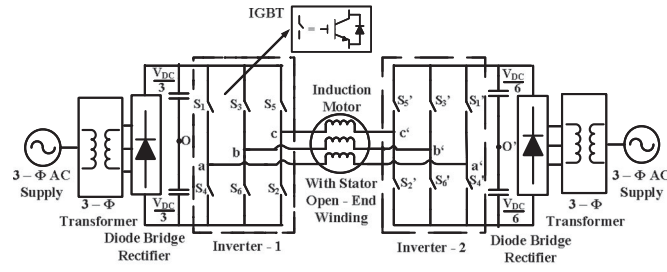 IGBT
V_DC
3
S1
S3
S5
O
a
b
c
S4
S6
S2
V_DC
3
3 – Φ AC
Supply
3 – Φ
Transformer
Diode Bridge
Rectifier
Inverter - 1
Induction
Motor
With Stator
Open - End
Winding
V_DC
6
S5'
S3'
S1'
c'
b'
a'
O'
S2'
S6'
S4'
V_DC
6
Inverter - 2
Diode Bridge
Rectifier
3 – Φ
Transformer
3 – Φ AC
Supply